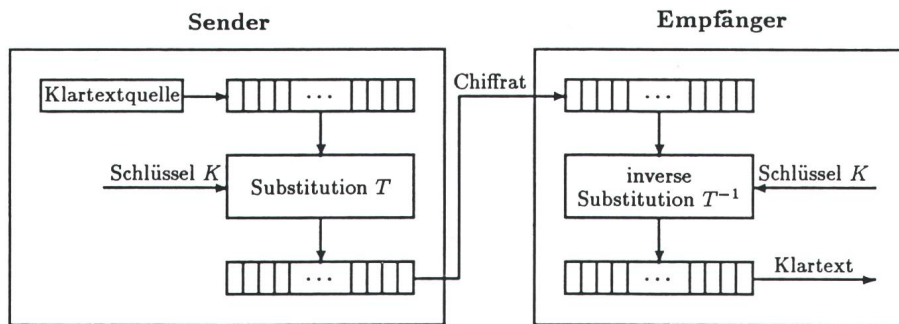 Sender
Empfänger
Klartextquelle
...
Chiffrat
...
Schlüssel K
Substitution T
inverse
Substitution T⁻¹
Schlüssel K
...
...
Klartext